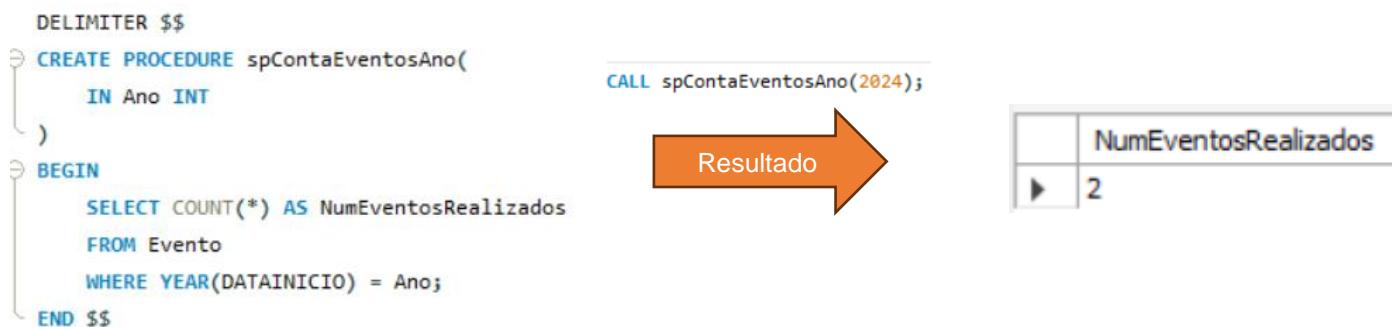 DELIMITER $$
CREATE PROCEDURE spContaEventosAno(
IN Ano INT
)
BEGIN
SELECT COUNT(*) AS NumEventosRealizados
FROM Evento
WHERE YEAR(DATAINICIO) = Ano;
END $$
CALL spContaEventosAno(2024);
Resultado
NumEventosRealizados
2